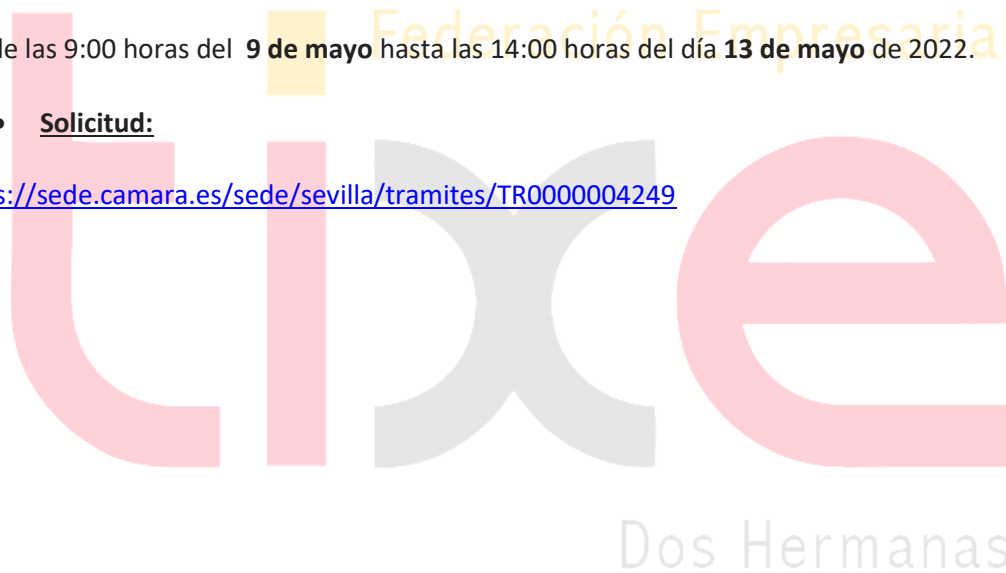 Federación Empresarial
de las 9:00 horas del 9 de mayo hasta las 14:00 horas del día 13 de mayo de 2022.
• Solicitud:
s://sede.camara.es/sede/sevilla/tramites/TR0000004249
tixe
Dos Hermanas